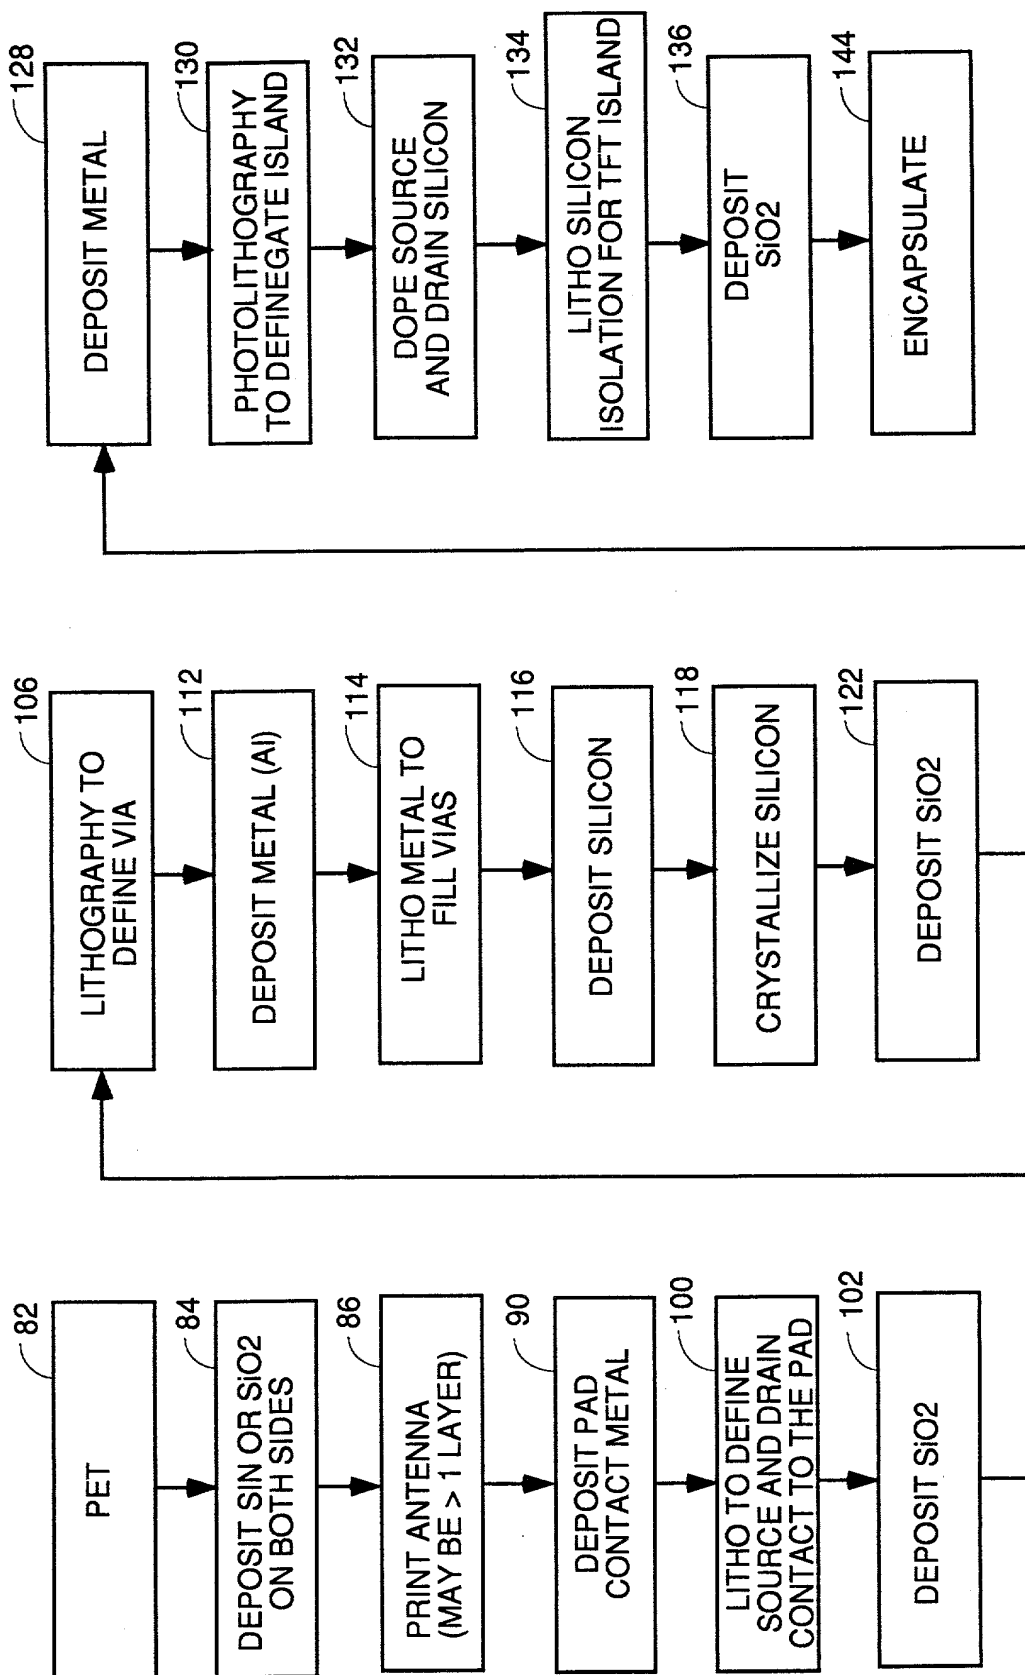 82
PET
84
DEPOSIT SIN OR SiO2
ON BOTH SIDES
86
PRINT ANTENNA
(MAY BE > 1 LAYER)
90
DEPOSIT PAD
CONTACT METAL
100
LITHO TO DEFINE
SOURCE AND DRAIN
CONTACT TO THE PAD
102
DEPOSIT SiO2
106
LITHOGRAPHY TO
DEFINE VIA
112
DEPOSIT METAL (Al)
114
LITHO METAL TO
FILL VIAS
116
DEPOSIT SILICON
118
CRYSTALLIZE SILICON
122
DEPOSIT SiO2
128
DEPOSIT METAL
130
PHOTOLITHOGRAPHY
TO DEFINEGATE ISLAND
132
DOPE SOURCE
AND DRAIN SILICON
134
LITHO SILICON
ISOLATION FOR TFT ISLAND
136
DEPOSIT
SiO2
144
ENCAPSULATE